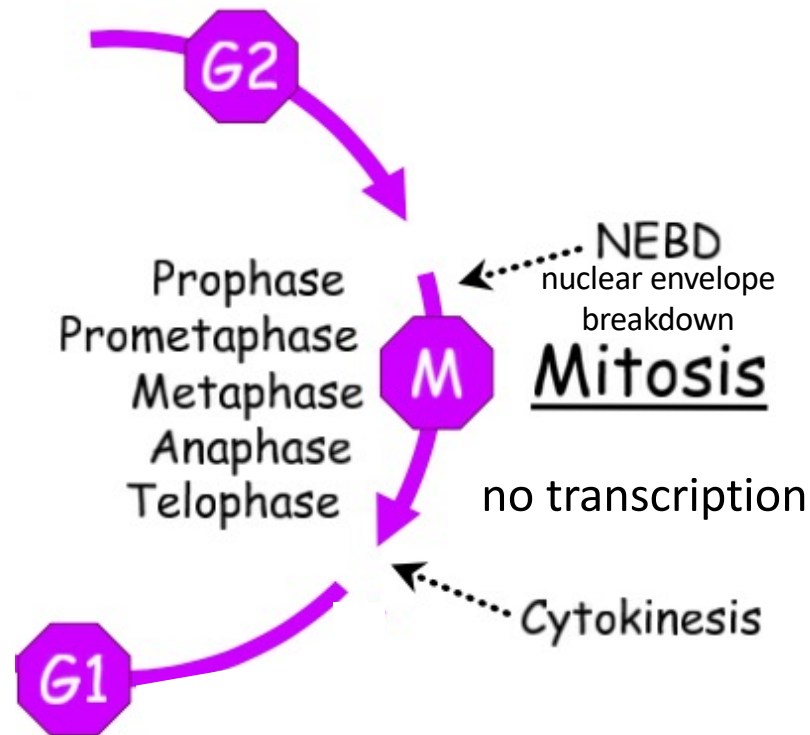 G2
NEBD
nuclear envelope
breakdown
Prophase
Prometaphase
Metaphase
Anaphase
Telophase
M
Mitosis
no transcription
Cytokinesis
G1